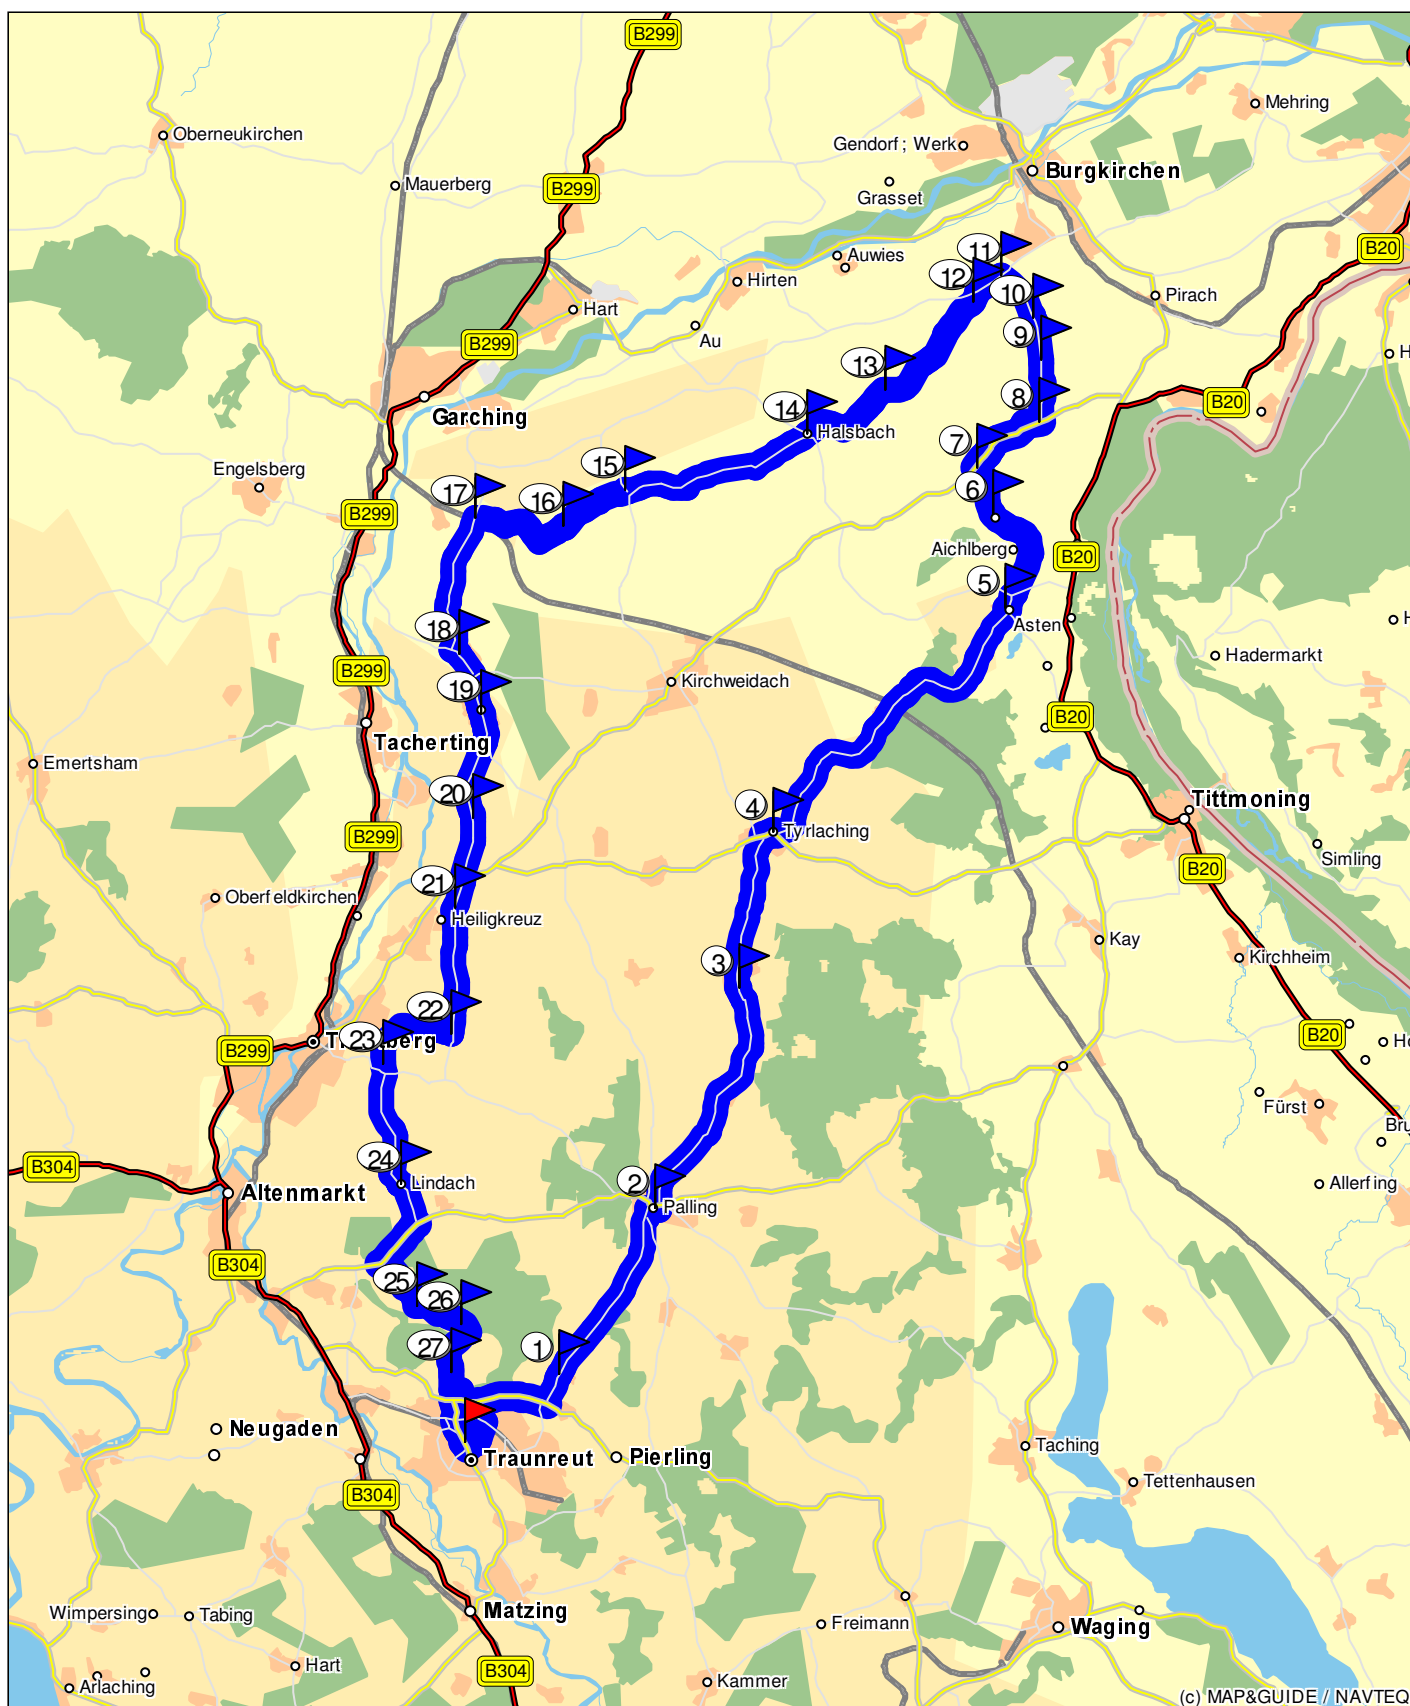 B299
Mehring
Oberneukirchen
Gendorf; Werk
Burgkirchen
Mauerberg
B299
Grasset
11
B20
Auwies
12
Hirten
10
Pirach
Hart
9
Au
B299
13
8
B20
14
Garching
Halsbach
7
15
Engelsberg
17
16
6
B299
Aichlberg
B20
5
Asten
18
Hadermarkt
B299
19
Kirchweidach
B20
Tacherting
Emertsham
20
4
Tittmoning
Tyrlaching
B299
Simling
B20
21
Oberfeldkirchen
Heiligkreuz
Kay
3
Kirchheim
22
23
B20
B299
berg
Fürst
24
B304
2
Lindach
Allerfing
Altenmarkt
Palling
B304
25
26
27
1
Neugaden
Traunreut
Pierling
Taching
Tettenhausen
B304
Wimpersing
Tabing
Matzing
Freimann
Waging
Hart
B304
Kammer
Arlaching
(c) MAP&GUIDE / NAVTEQ